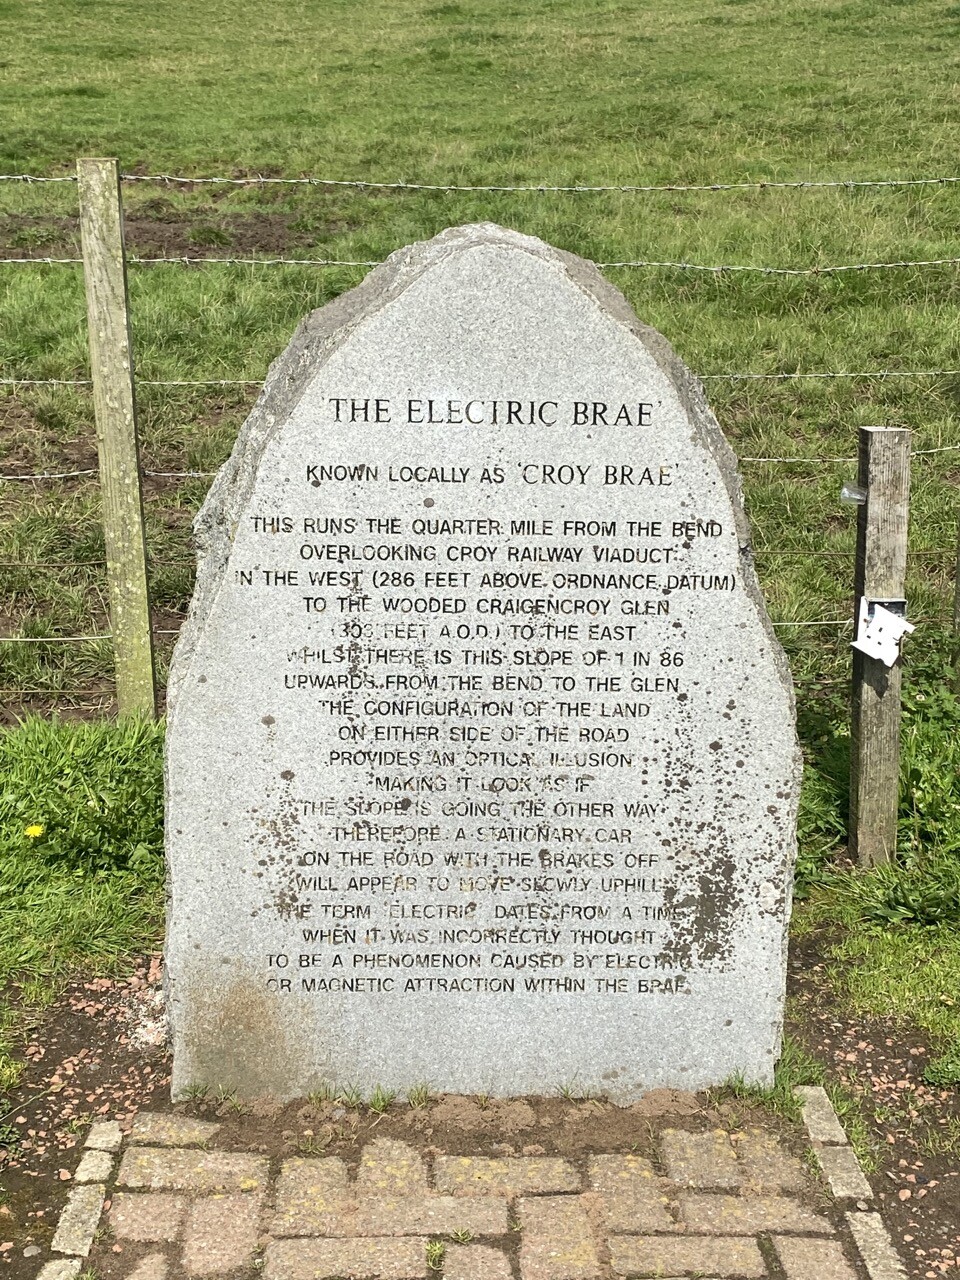 'THE ELECTRIC BRAE'
KNOWN LOCALLY AS 'CROY BRAE'
THIS RUNS THE QUARTER MILE FROM THE BEND
OVERLOOKING CROY RAILWAY VIADUCT
IN THE WEST (286 FEET ABOVE ORDNANCE DATUM)
TO THE WOODED CRAIGENCROY GLEN
(303 FEET A.O.D.) TO THE EAST
WHILST THERE IS THIS SLOPE OF 1 IN 86
UPWARDS FROM THE BEND TO THE GLEN,
THE CONFIGURATION OF THE LAND
ON EITHER SIDE OF THE ROAD
PROVIDES AN OPTICAL ILLUSION
MAKING IT LOOK AS IF
THE SLOPE IS GOING THE OTHER WAY
THEREFORE A STATIONARY CAR
ON THE ROAD WITH THE BRAKES OFF
WILL APPEAR TO MOVE SLOWLY UPHILL
THE TERM 'ELECTRIC' DATES FROM A TIME
WHEN IT WAS INCORRECTLY THOUGHT
TO BE A PHENOMENON CAUSED BY ELECTRIC
OR MAGNETIC ATTRACTION WITHIN THE BRAE.